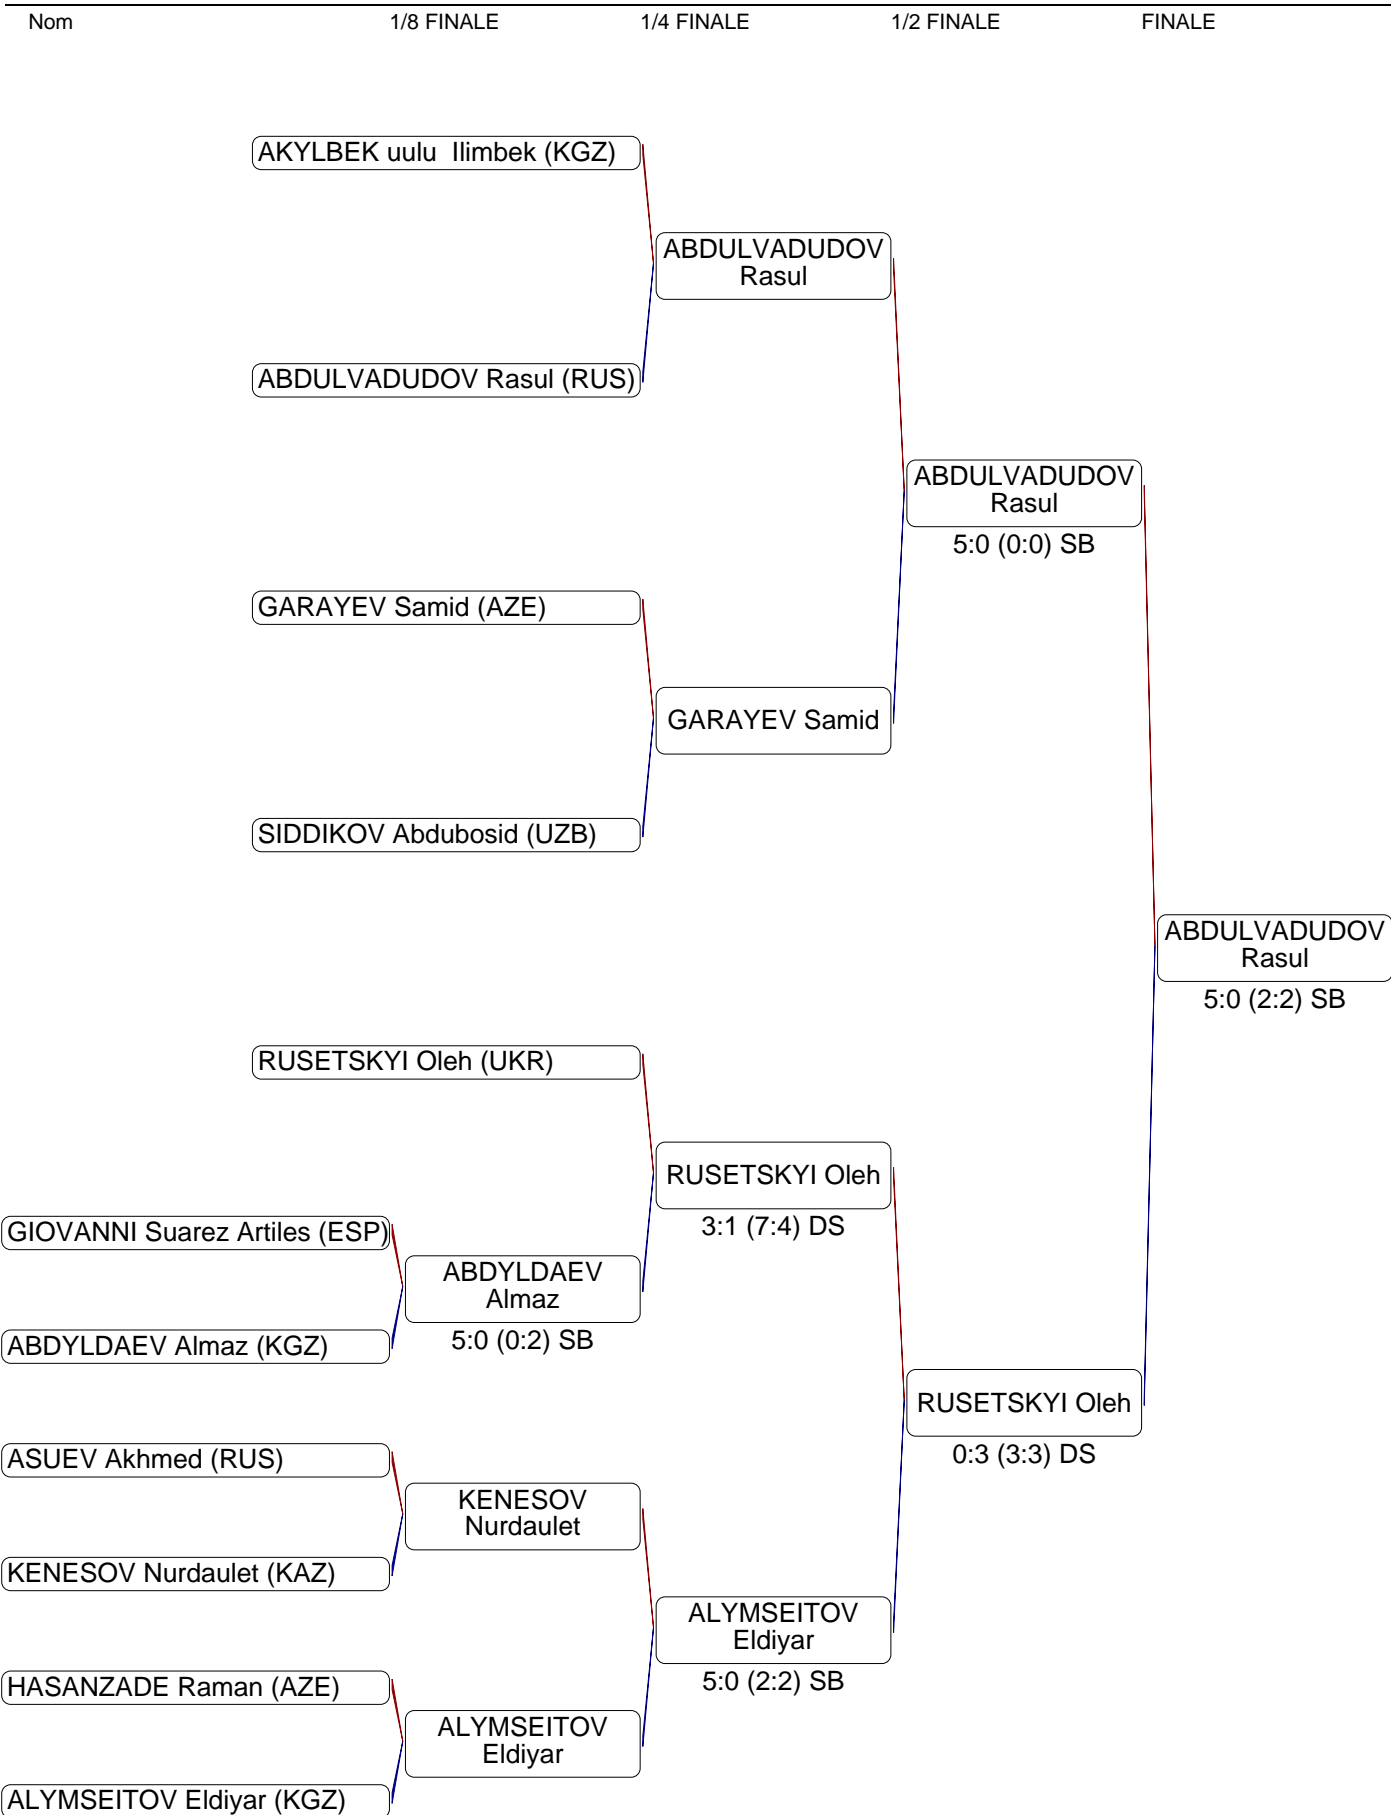 Nom 1/8 FINALE 1/4 FINALE 1/2 FINALE FINALE
AKYLBEK uulu  Ilimbek (KGZ)
ABDULVADUDOV
Rasul
ABDULVADUDOV Rasul (RUS)
ABDULVADUDOV
Rasul
5:0 (0:0) SB
GARAYEV Samid (AZE)
GARAYEV Samid
SIDDIKOV Abdubosid (UZB)
ABDULVADUDOV
Rasul
5:0 (2:2) SB
RUSETSKYI Oleh (UKR)
RUSETSKYI Oleh
3:1 (7:4) DS
GIOVANNI Suarez Artiles (ESP)
ABDYLDAEV
Almaz
5:0 (0:2) SB
ABDYLDAEV Almaz (KGZ)
RUSETSKYI Oleh
0:3 (3:3) DS
ASUEV Akhmed (RUS)
KENESOV
Nurdaulet
KENESOV Nurdaulet (KAZ)
ALYMSEITOV
Eldiyar
5:0 (2:2) SB
HASANZADE Raman (AZE)
ALYMSEITOV
Eldiyar
ALYMSEITOV Eldiyar (KGZ)